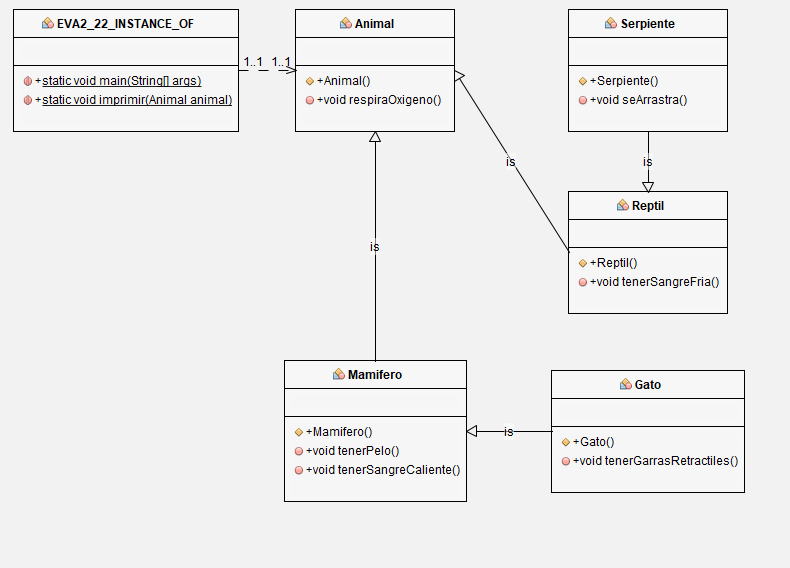 EVA2_22_INSTANCE_OF
+static void main(String[] args)
+static void imprimir(Animal animal)
1..1 1..1
Animal
+Animal()
+void respiraOxigeno()
Serpiente
+Serpiente()
+void seArrastra()
is
is
Reptil
+Reptil()
+void tenerSangreFria()
is
Mamifero
+Mamifero()
+void tenerPelo()
+void tenerSangreCaliente()
is
Gato
+Gato()
+void tenerGarrasRetractiles()